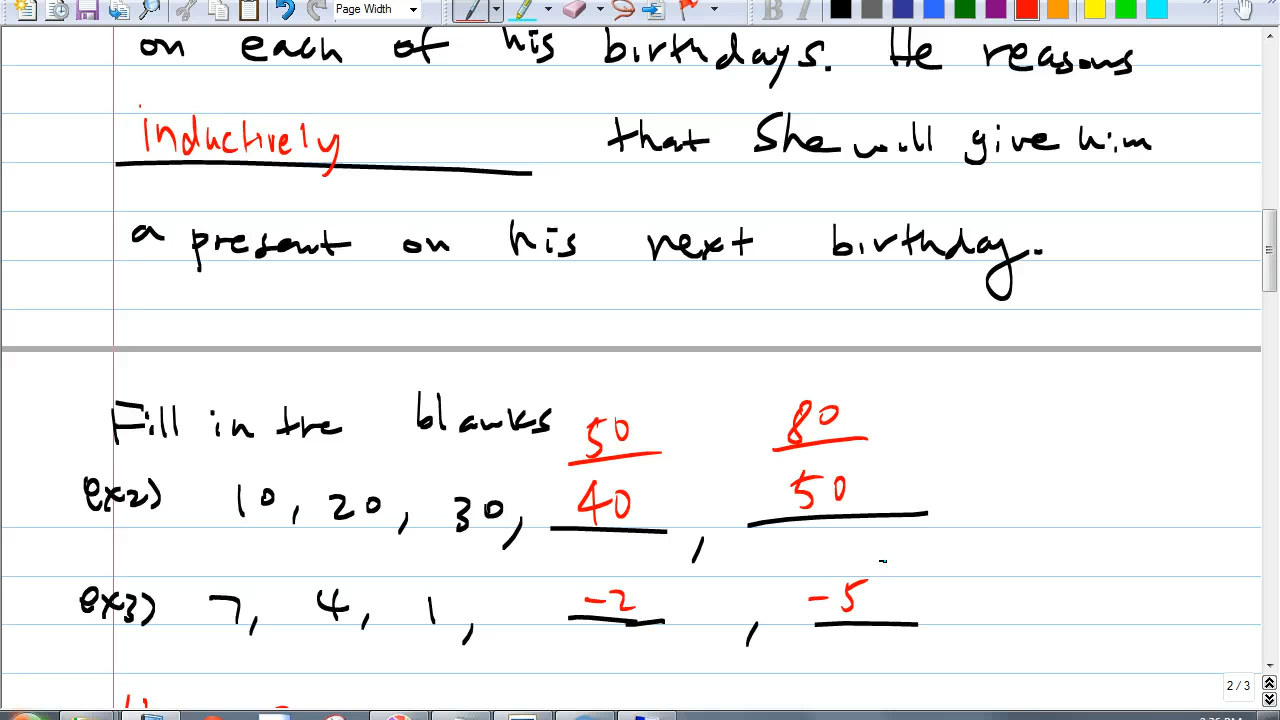 Page Width
B I
on each of his birthdays. He reasons
inductively that She will give him
a present on his next birthday.
Fill in the blanks
50 80
ex2) 10, 20, 30, 40, 50
ex3) 7, 4, 1, -2, -5
2/3